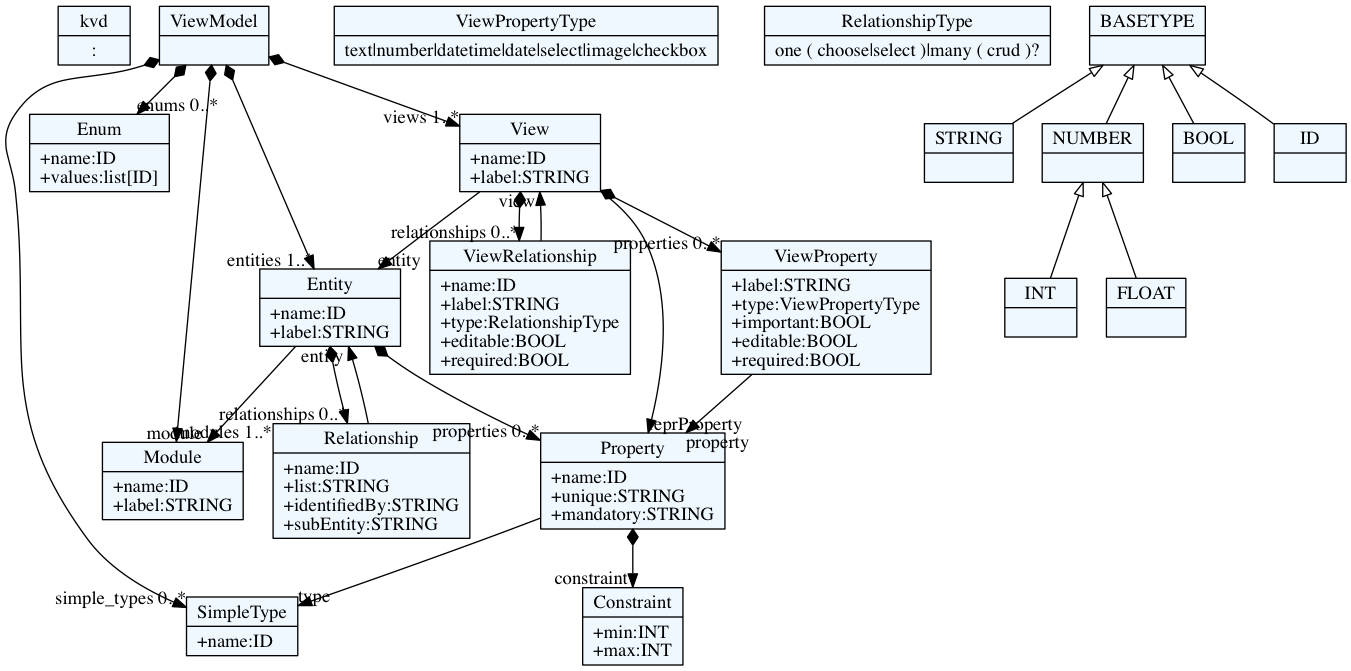 kvd
:
ViewModel
ViewPropertyType
text|number|datetime|date|select|image|checkbox
RelationshipType
one ( choose|select )|many ( crud )?
BASETYPE
enums 0..*
views 1..*
Enum
+name:ID
+values:list[ID]
View
+name:ID
+label:STRING
STRING
NUMBER
BOOL
ID
view
relationships 0..*
properties 0..*
entities 1..*
entity
Entity
+name:ID
+label:STRING
ViewRelationship
+name:ID
+label:STRING
+type:RelationshipType
+editable:BOOL
+required:BOOL
ViewProperty
+label:STRING
+type:ViewPropertyType
+important:BOOL
+editable:BOOL
+required:BOOL
INT
FLOAT
entity
relationships 0..*
properties 0..*
module
modules 1..*
reprProperty
property
Module
+name:ID
+label:STRING
Relationship
+name:ID
+list:STRING
+identifiedBy:STRING
+subEntity:STRING
Property
+name:ID
+unique:STRING
+mandatory:STRING
simple_types 0..*
type
constraint
SimpleType
+name:ID
Constraint
+min:INT
+max:INT